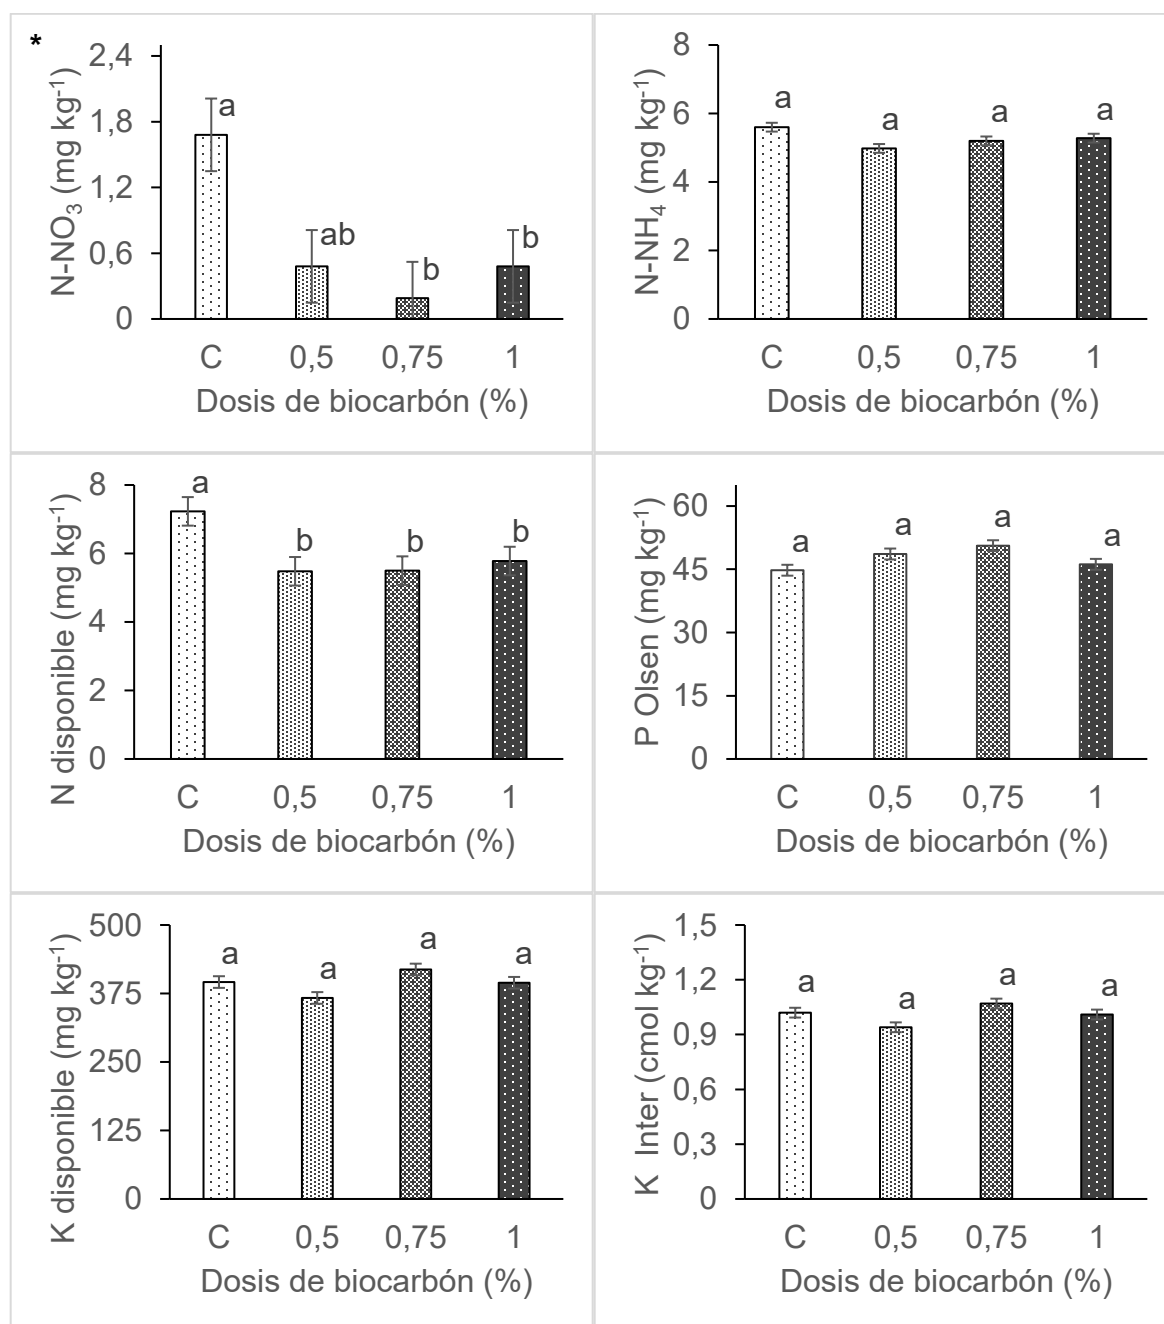 *
N-NO₃ (mg kg⁻¹)
2,4
1,8
1,2
0,6
0
a
ab
b
b
C 0,5 0,75 1
Dosis de biocarbón (%)
N-NH₄ (mg kg⁻¹)
8
6
4
2
0
a
a
a
a
C 0,5 0,75 1
Dosis de biocarbón (%)
N disponible (mg kg⁻¹)
8
6
4
2
0
a
b
b
b
C 0,5 0,75 1
Dosis de biocarbón (%)
P Olsen (mg kg⁻¹)
60
45
30
15
0
a
a
a
a
C 0,5 0,75 1
Dosis de biocarbón (%)
K disponible (mg kg⁻¹)
500
375
250
125
0
a
a
a
a
C 0,5 0,75 1
Dosis de biocarbón (%)
K Inter (cmol kg⁻¹)
1,5
1,2
0,9
0,6
0,3
0
a
a
a
a
C 0,5 0,75 1
Dosis de biocarbón (%)